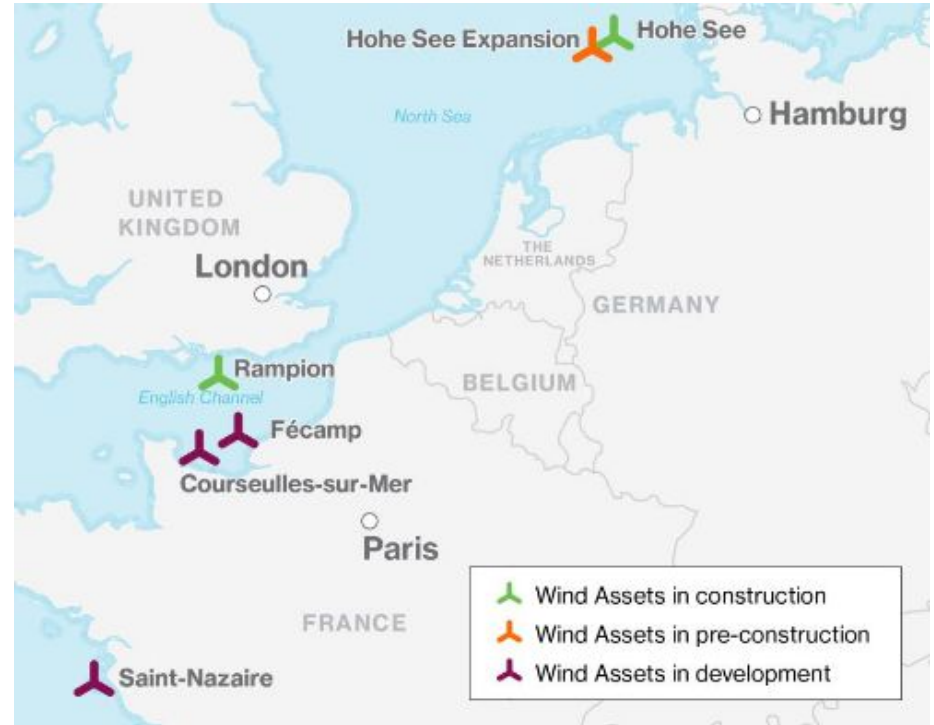 Hohe See Expansion
Hohe See
North Sea
Hamburg
UNITED
KINGDOM
THE
NETHERLANDS
London
GERMANY
Rampion
BELGIUM
English Channel
Fécamp
Courseulles-sur-Mer
Paris
FRANCE
Saint-Nazaire
Wind Assets in construction
Wind Assets in pre-construction
Wind Assets in development